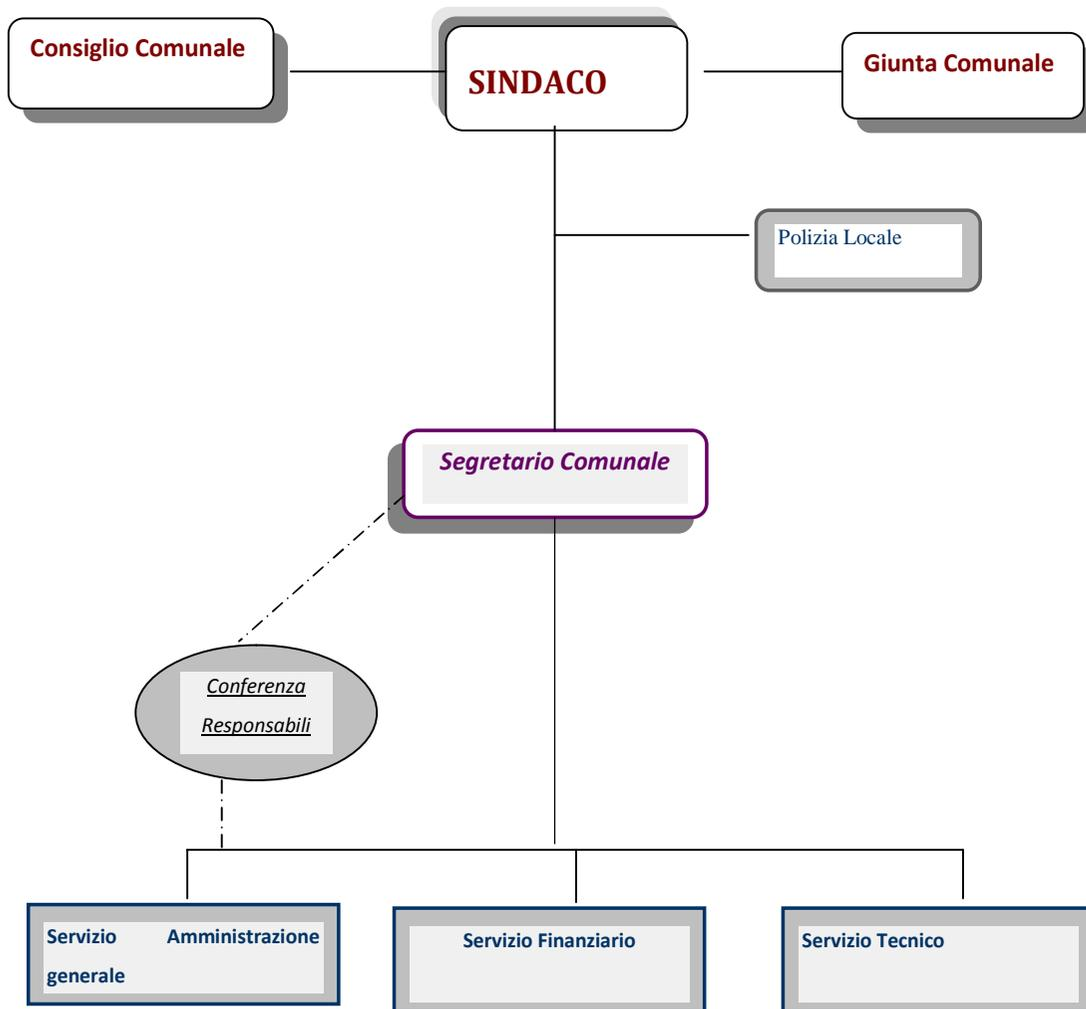 Consiglio Comunale
SINDACO
Giunta Comunale
Polizia Locale
Segretario Comunale
Conferenza
Responsabili
Servizio Amministrazione
generale
Servizio Finanziario
Servizio Tecnico